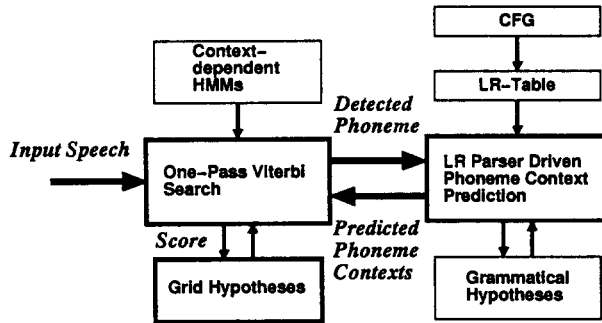 Context-
dependent
HMMs
CFG
LR-Table
Detected
Phoneme
Input Speech
One-Pass Viterbi
Search
LR Parser Driven
Phoneme Context
Prediction
Score
Predicted
Phoneme
Contexts
Grid Hypotheses
Grammatical
Hypotheses